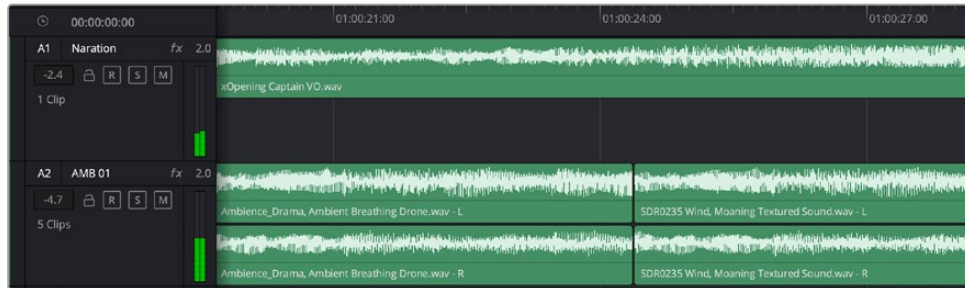 00:00:00:00 01:00:21:00 01:00:24:00 01:00:27:00
A1 Naration fx 2.0
-2.4 R S M
xOpening Captain VO.wav
1 Clip
A2 AMB 01 fx 2.0
-4.7 R S M
Ambience_Drama, Ambient Breathing Drone.wav - L SDR0235 Wind, Moaning Textured Sound.wav - L
5 Clips
Ambience_Drama, Ambient Breathing Drone.wav - R SDR0235 Wind, Moaning Textured Sound.wav - R